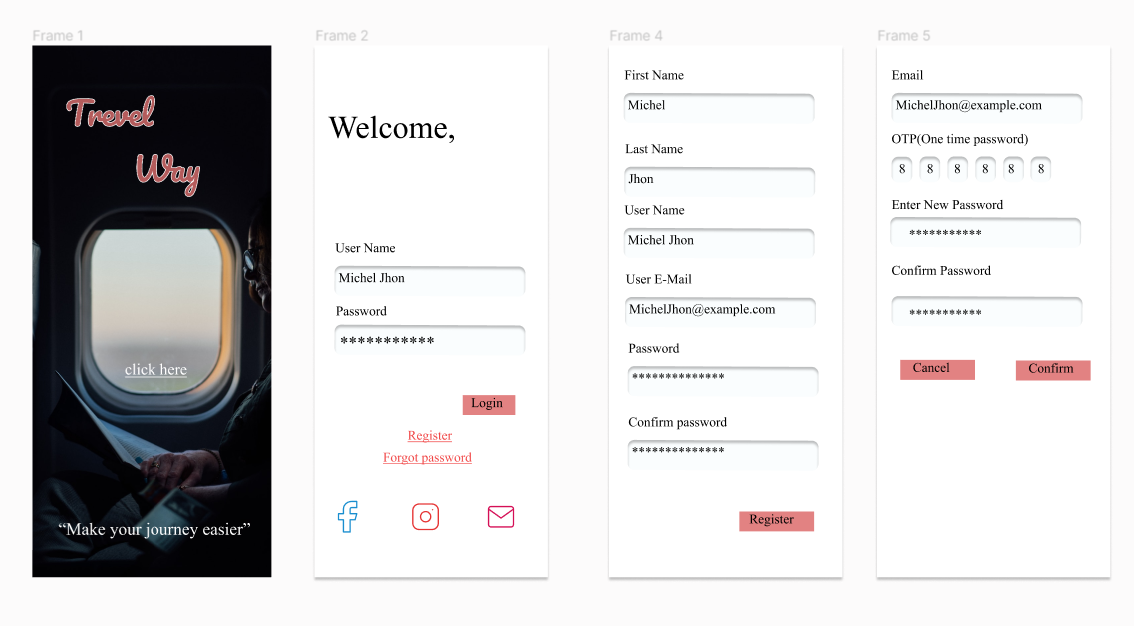 Frame 1
Trevel
Way
click here
“Make your journey easier”
Frame 2
Welcome,
User Name
Michel Jhon
Password
***********
Login
Register
Forgot password
Frame 4
First Name
Michel
Last Name
Jhon
User Name
Michel Jhon
User E-Mail
MichelJhon@example.com
Password
**************
Confirm password
**************
Register
Frame 5
Email
MichelJhon@example.com
OTP(One time password)
8 8 8 8 8 8
Enter New Password
***********
Confirm Password
***********
Cancel Confirm